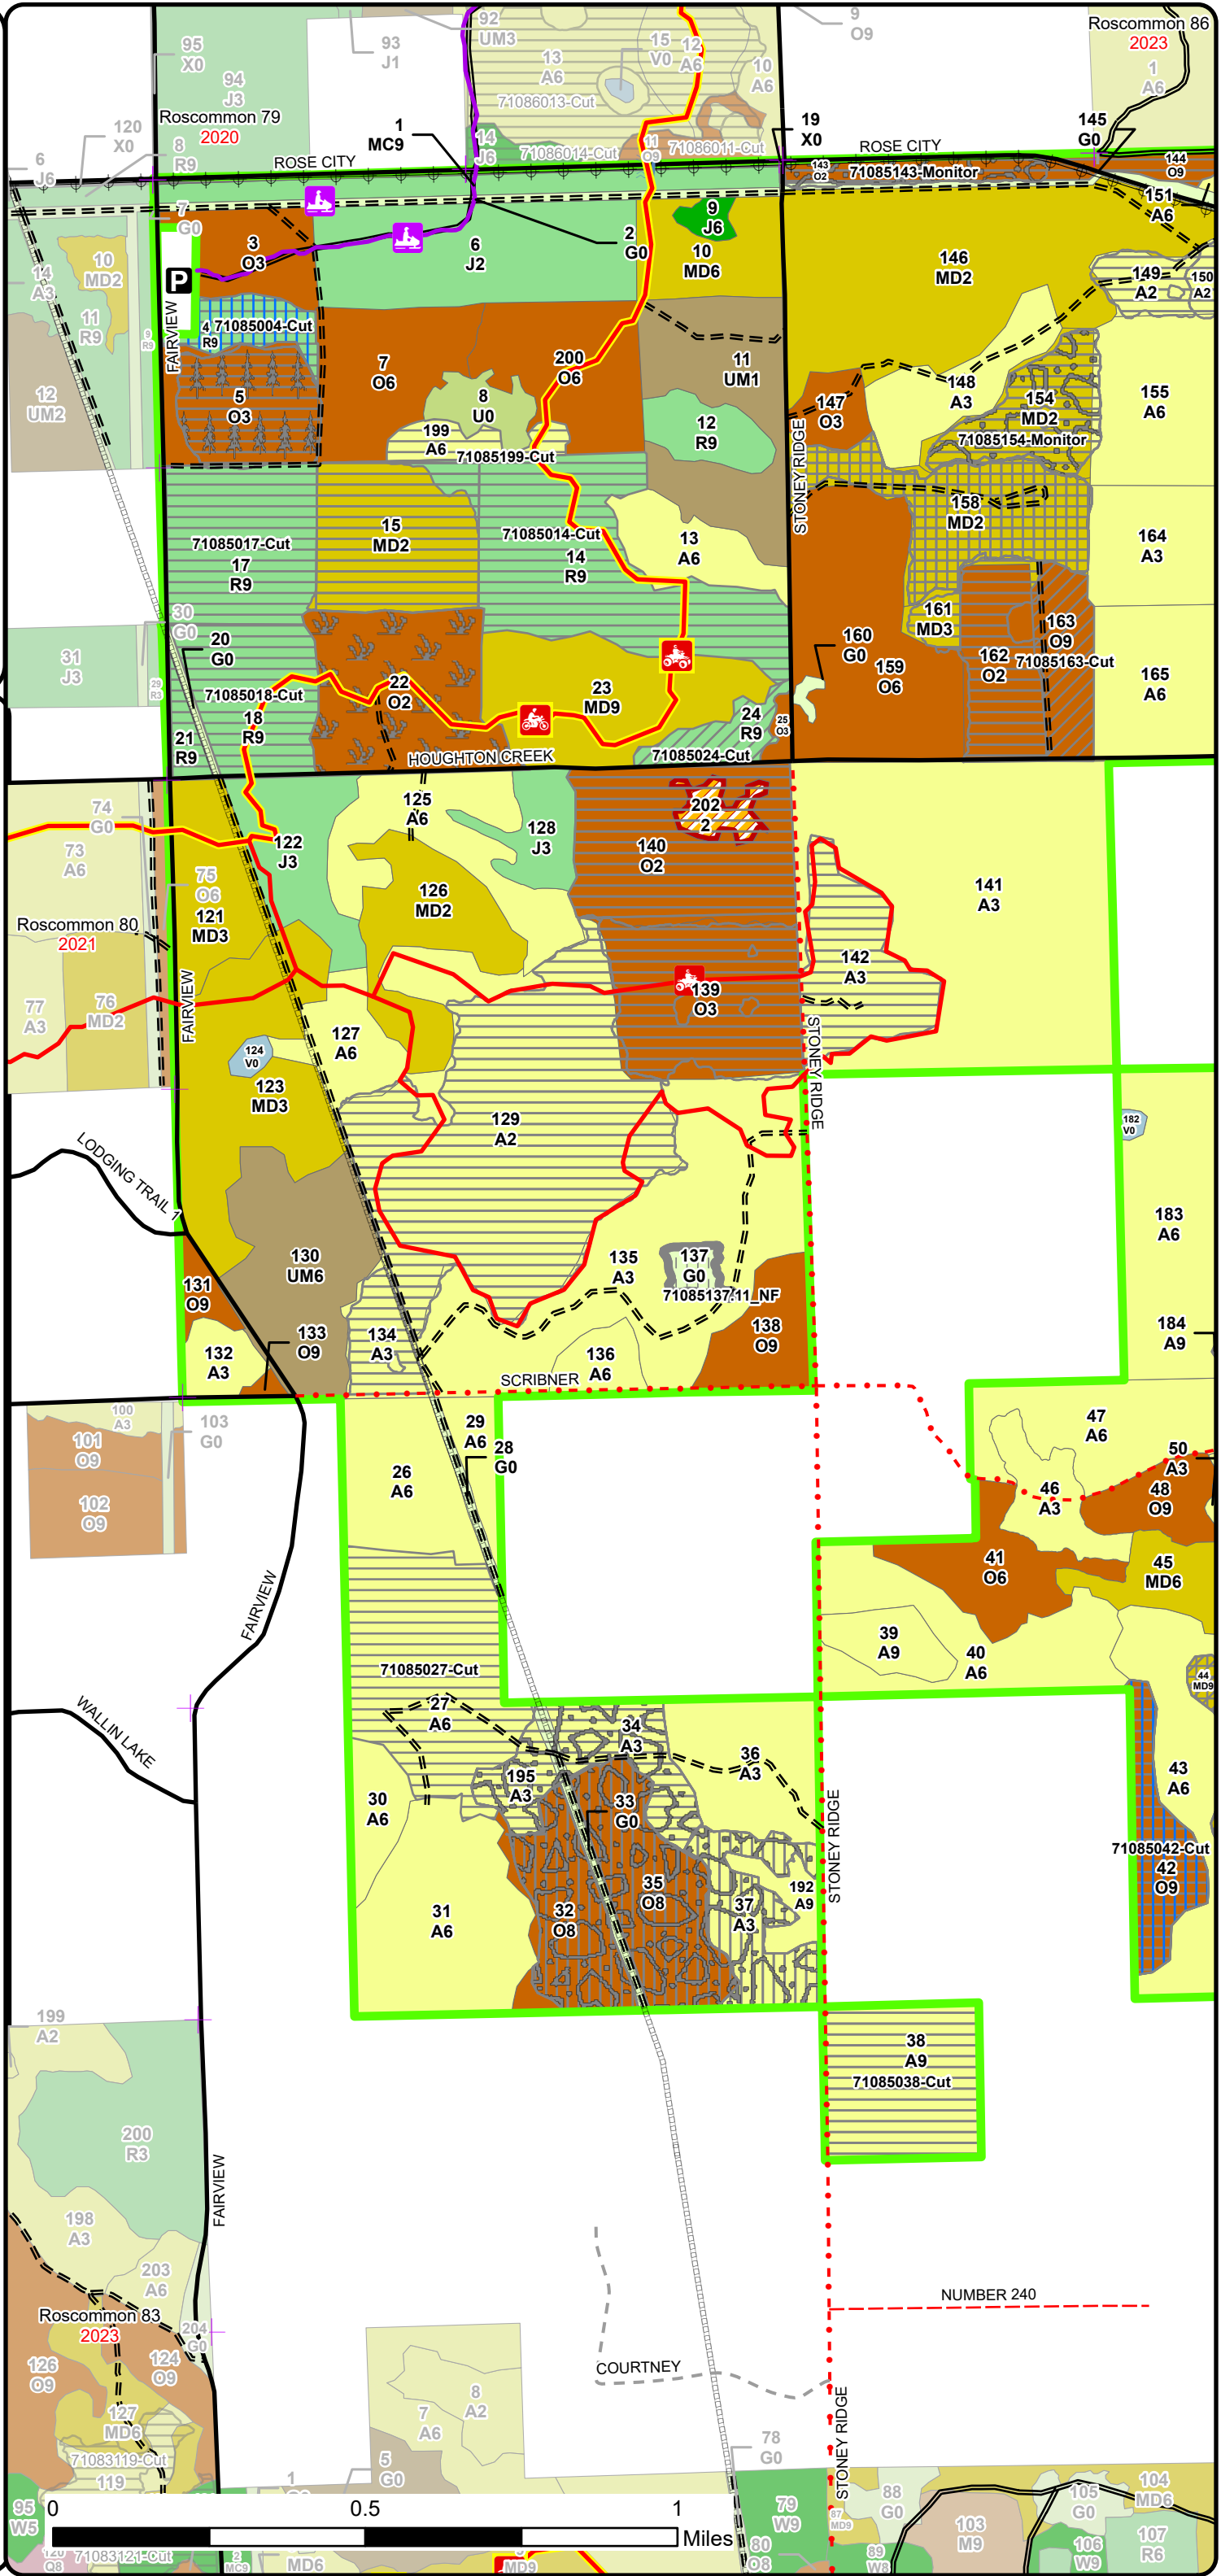 92
UM3
9
O9
Roscommon 86
2023
95
X0
93
J1
15
V0
12
A6
13
A6
10
A6
1
A6
94
J3
71086013-Cut
Roscommon 79
2020
120
X0
1
MC9
19
X0
145
G0
8
R9
14
J6
71086014-Cut
11
O9
71086011-Cut
ROSE CITY
ROSE CITY
6
J6
143
O2
71085143-Monitor
144
O9
7
G0
151
A6
9
J6
3
O3
6
J2
2
G0
10
MD6
146
MD2
10
MD2
14
A3
P
149
A2
150
A2
11
R9
9
R9
FAIRVIEW
4
R9
71085004-Cut
7
O6
200
O6
11
UM1
148
A3
155
A6
12
UM2
5
O3
8
U0
147
O3
154
MD2
12
R9
199
A6
71085199-Cut
71085154-Monitor
STONEY RIDGE
158
MD2
15
MD2
71085017-Cut
17
R9
71085014-Cut
14
R9
13
A6
164
A3
30
G0
20
G0
161
MD3
163
O9
160
G0
31
J3
29
R3
162
O2
71085163-Cut
159
O6
165
A6
71085018-Cut
18
R9
22
O2
23
MD9
24
R9
25
O3
21
R9
HOUGHTON CREEK
71085024-Cut
74
G0
125
A6
202
2
73
A6
122
J3
128
J3
140
O2
75
O6
121
MD3
126
MD2
141
A3
Roscommon 80
2021
142
A3
77
A3
76
MD2
FAIRVIEW
139
O3
127
A6
124
V0
STONEY RIDGE
123
MD3
129
A2
182
V0
LODGING TRAIL 1
183
A6
130
UM6
135
A3
137
G0
131
O9
71085137.11_NF
133
O9
134
A3
138
O9
184
A9
132
A3
136
A6
SCRIBNER
100
A3
103
G0
101
O9
29
A6
28
G0
47
A6
26
A6
50
A3
102
O9
46
A3
48
O9
41
O6
45
MD6
FAIRVIEW
39
A9
40
A6
71085027-Cut
44
MD9
WALLIN LAKE
27
A6
34
A3
36
A3
195
A3
43
A6
30
A6
33
G0
STONEY RIDGE
71085042-Cut
42
O9
35
O8
192
A9
31
A6
32
O8
37
A3
199
A2
38
A9
71085038-Cut
200
R3
FAIRVIEW
198
A3
203
A6
NUMBER 240
Roscommon 83
2023
204
G0
126
O9
124
O9
COURTNEY
8
A2
7
A6
127
MD6
STONEY RIDGE
78
G0
71083119-Cut
119
5
G0
1
104
MD6
88
G0
105
G0
95
W5
0
0.5
1
Miles
79
W9
87
MD9
103
M9
106
W9
107
R6
Q8
71083121-Cut
2
MC9
MD6
MD9
80
O8
89
W8